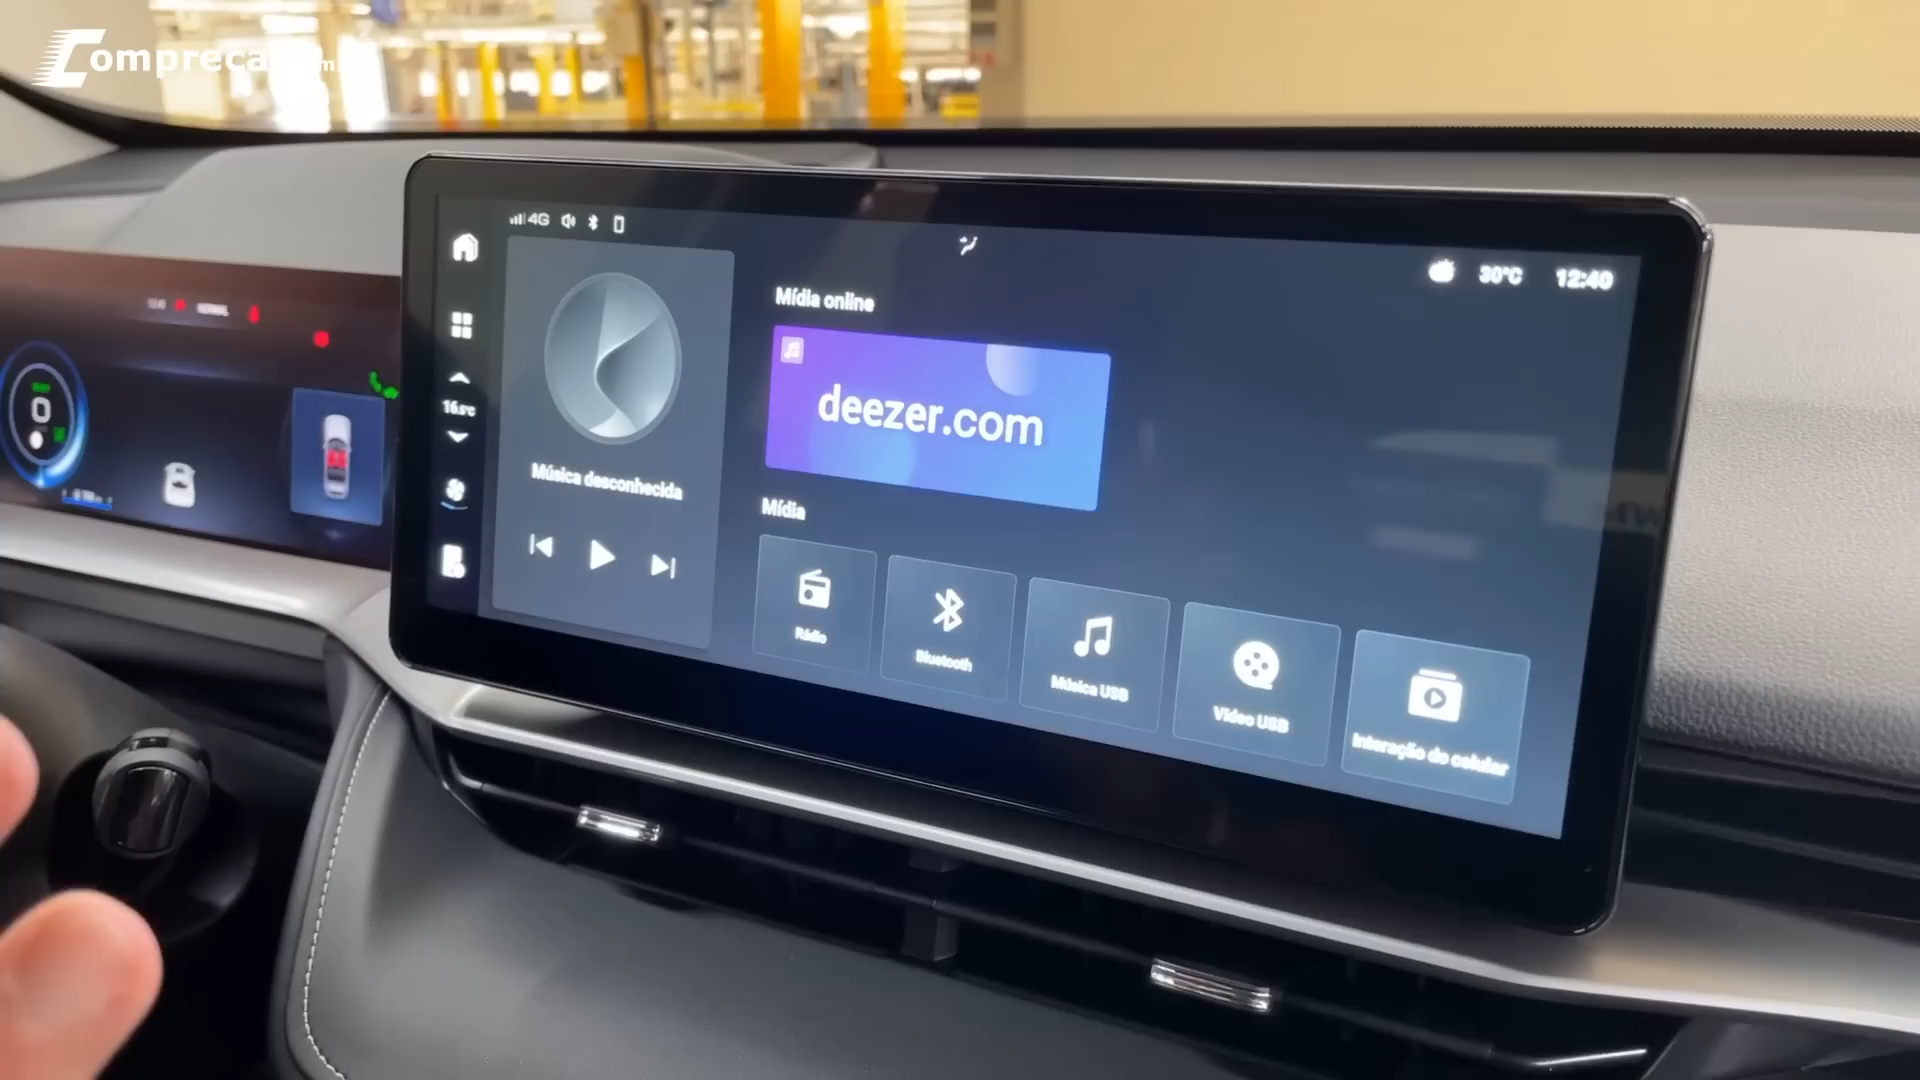 Compreca
4G
30°C
12:40
Mídia online
deezer.com
16.5°C
0
Música desconhecida
Mídia
Rádio
Bluetooth
Música USB
Vídeo USB
Interação do celular